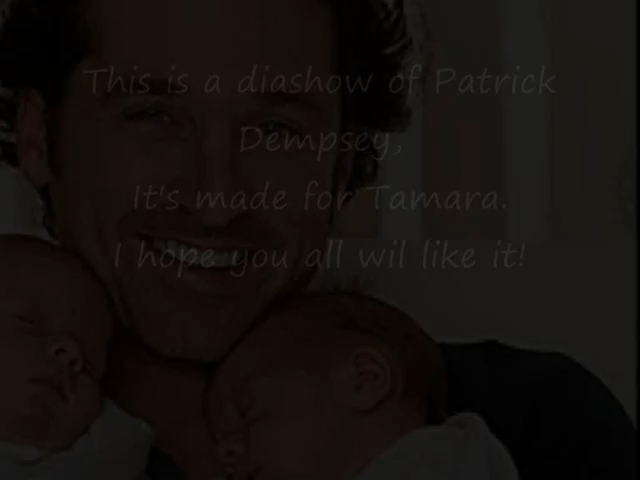 This is a diashow of Patrick
Dempsey,
It's made for Tamara.
I hope you all wil like it!